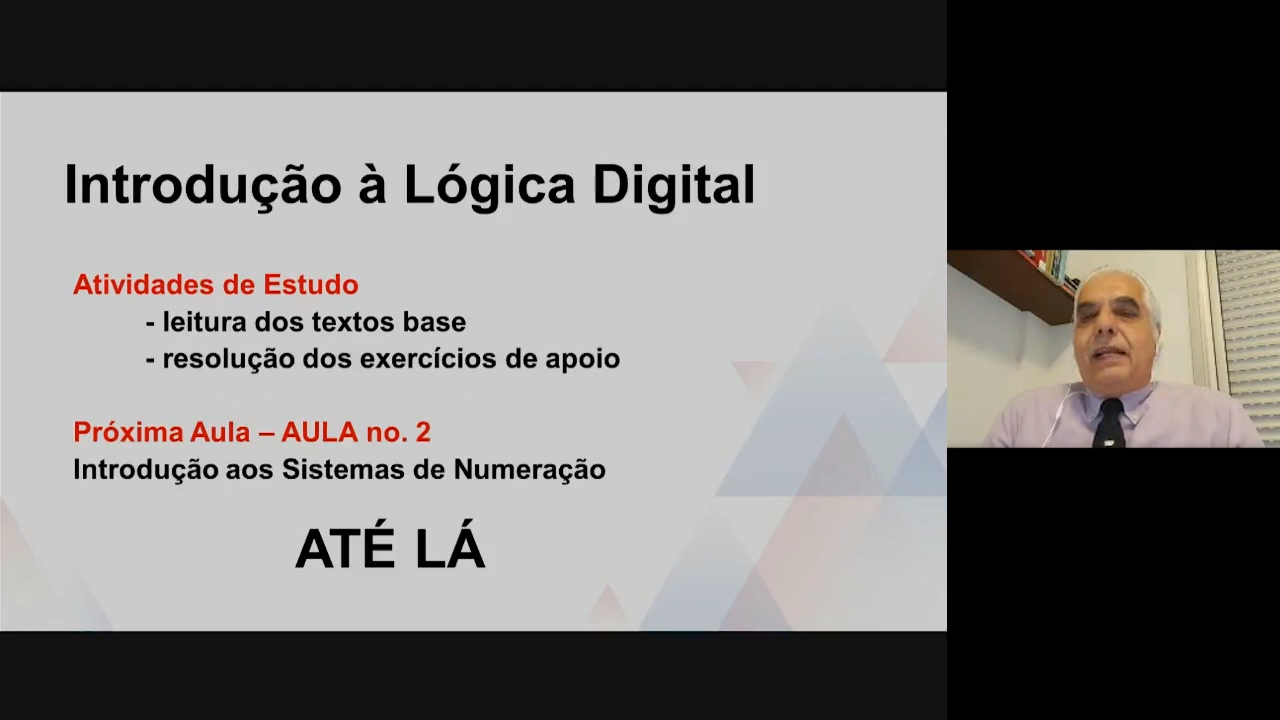 Introdução à Lógica Digital
Atividades de Estudo
- leitura dos textos base
- resolução dos exercícios de apoio
Próxima Aula – AULA no. 2
Introdução aos Sistemas de Numeração
ATÉ LÁ